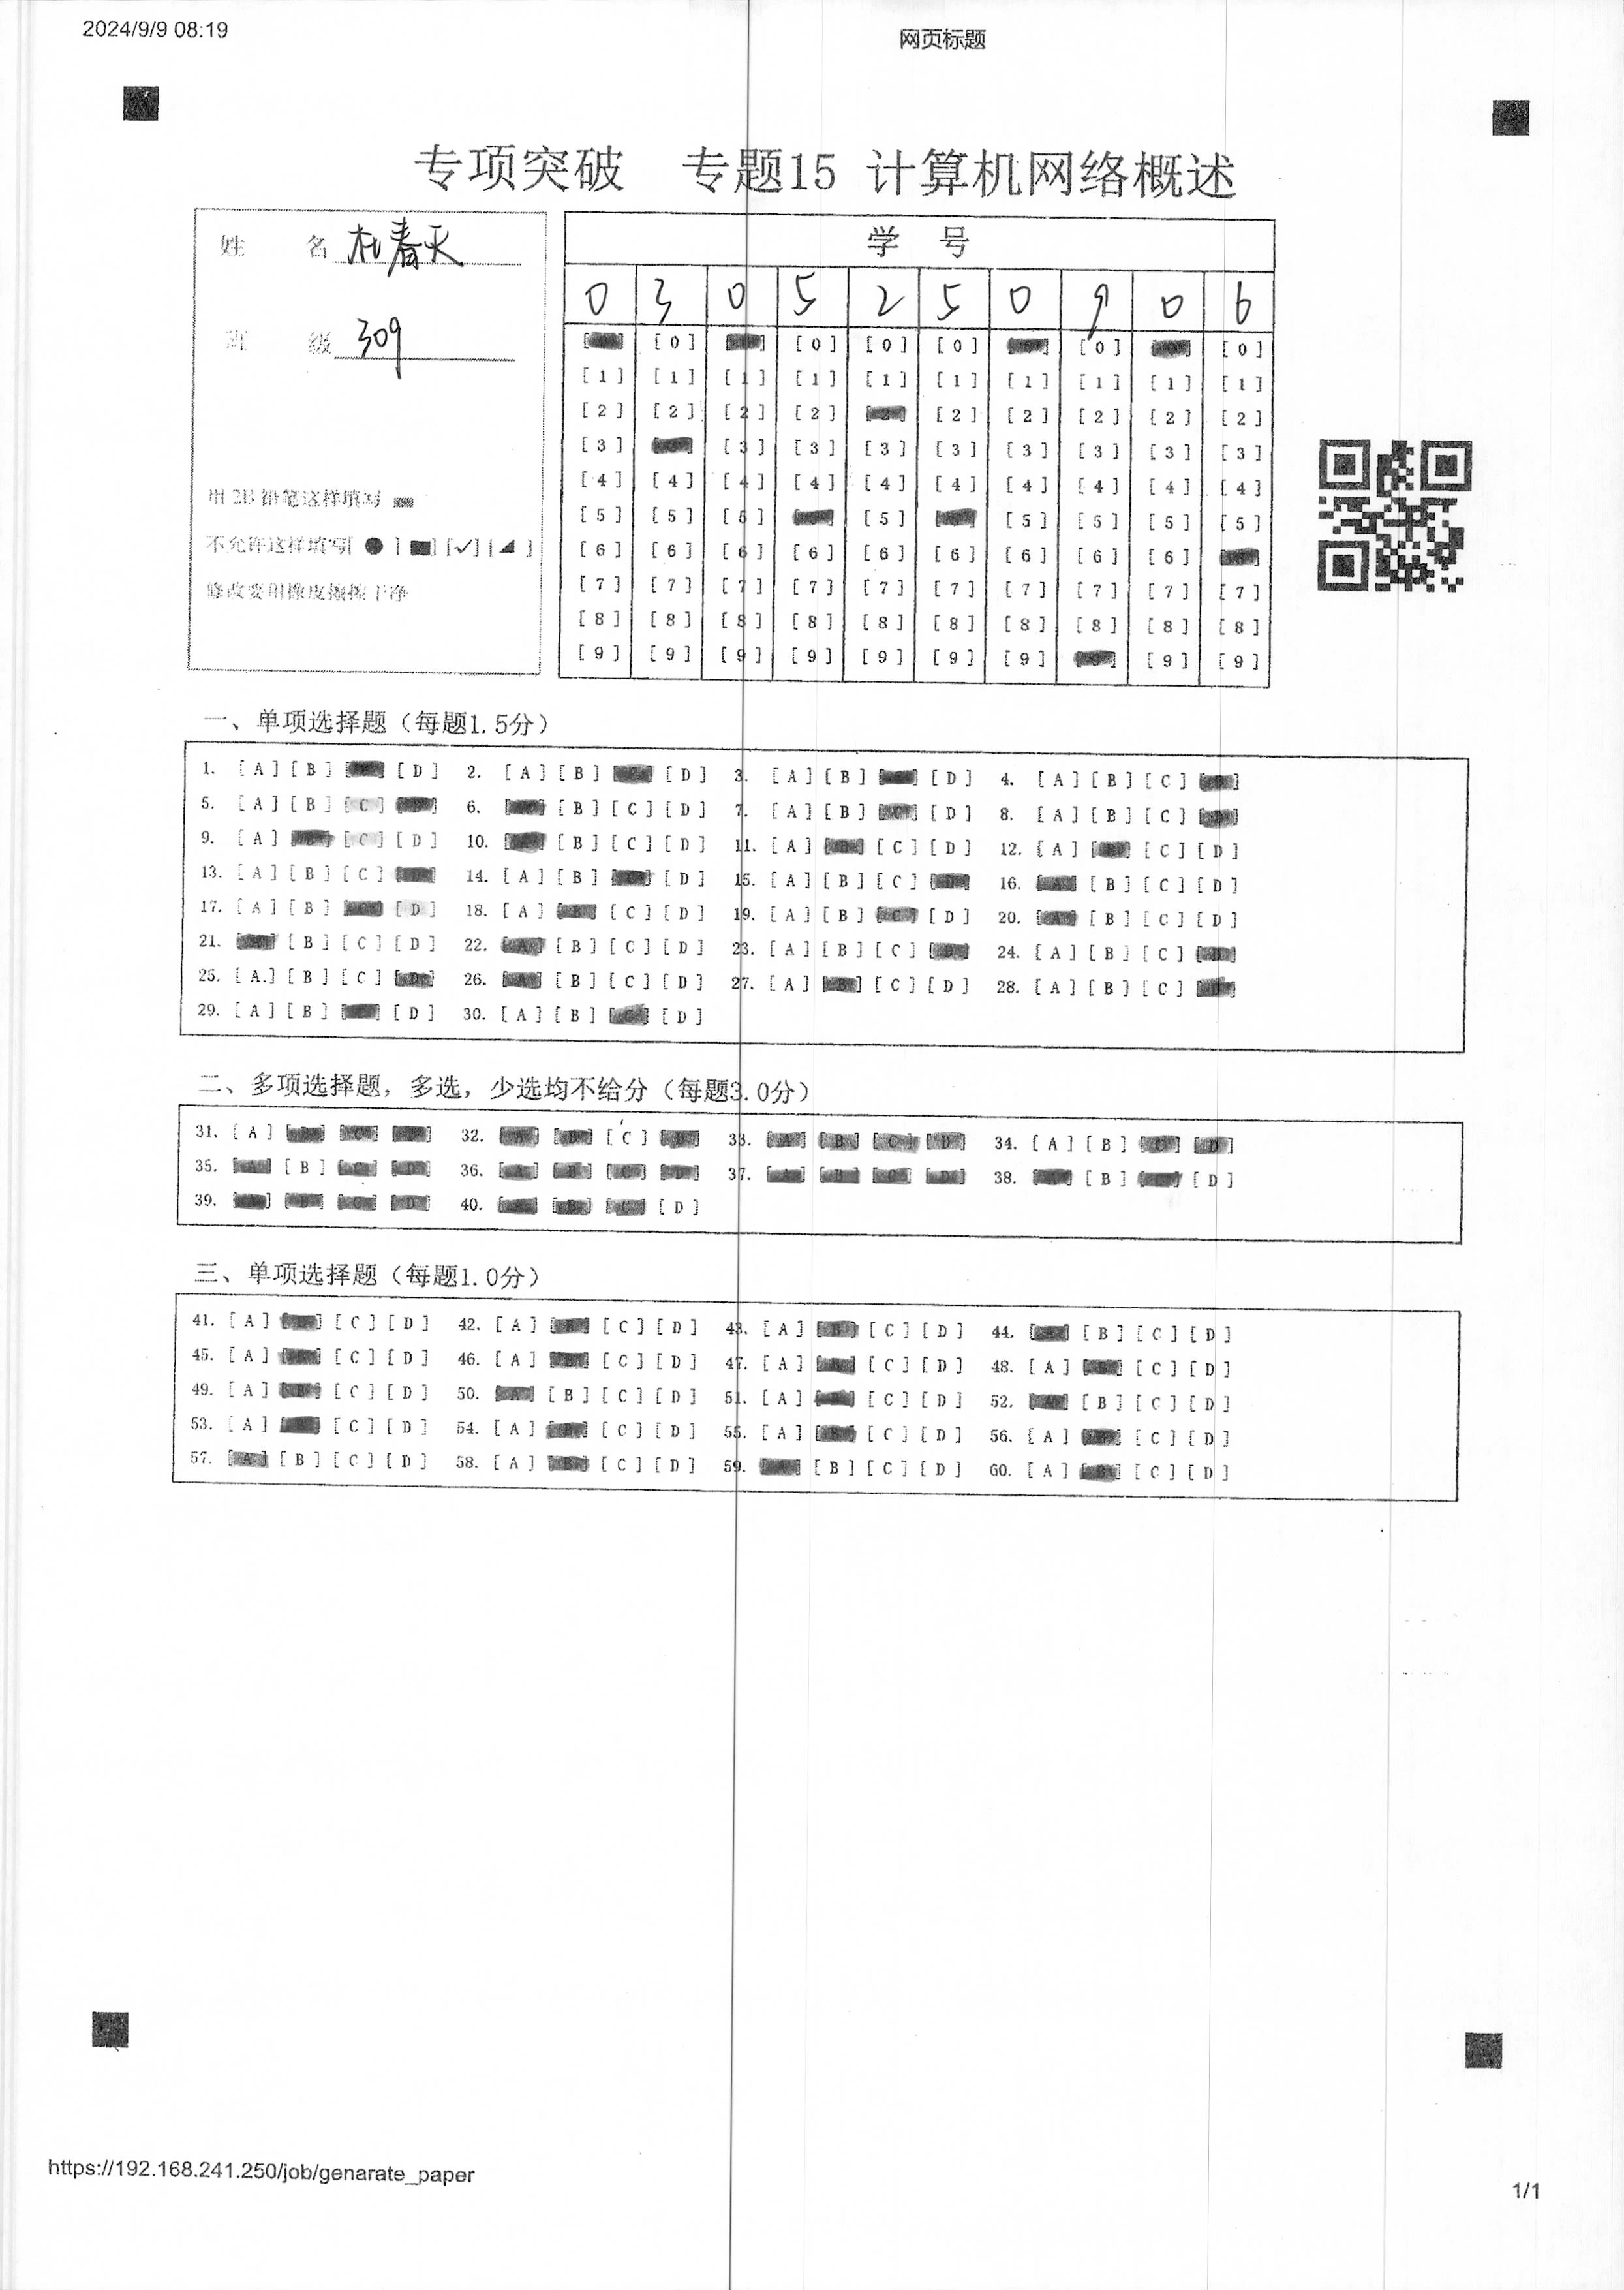 2024/9/9 08:19
网页标题
专项突破 专题15 计算机网络概述
姓 名 杜春天
班 级 309
用 2B 铅笔这样填写
不允许这样填写[ ● ] [■] [✓] [◢ ]
修改要用橡皮擦擦干净
学 号
0 3 0 5 2 5 0 9 0 6
[0] [0] [0] [0] [0] [0]
[1] [1] [1] [1] [1] [1] [1] [1] [1] [1]
[2] [2] [2] [2] [2] [2] [2] [2] [2]
[3] [3] [3] [3] [3] [3] [3] [3] [3]
[4] [4] [4] [4] [4] [4] [4] [4] [4] [4]
[5] [5] [5] [5] [5] [5] [5] [5]
[6] [6] [6] [6] [6] [6] [6] [6] [6]
[7] [7] [7] [7] [7] [7] [7] [7] [7] [7]
[8] [8] [8] [8] [8] [8] [8] [8] [8] [8]
[9] [9] [9] [9] [9] [9] [9] [9] [9]
一、单项选择题（每题1.5分）
1. [A] [B] [D] 2. [A] [B] [D] 3. [A] [B] [D] 4. [A] [B] [C]
5. [A] [B] [C] 6. [B] [C] [D] 7. [A] [B] [C] [D] 8. [A] [B] [C] [D]
9. [A] [C] [D] 10. [B] [C] [D] 11. [A] [C] [D] 12. [A] [C] [D]
13. [A] [B] [C] 14. [A] [B] [D] 15. [A] [B] [C] 16. [B] [C] [D]
17. [A] [B] [D] 18. [A] [C] [D] 19. [A] [B] [C] [D] 20. [B] [C] [D]
21. [B] [C] [D] 22. [A] [B] [C] [D] 23. [A] [B] [C] [D] 24. [A] [B] [C] [D]
25. [A] [B] [C] [D] 26. [A] [B] [C] [D] 27. [A] [B] [C] [D] 28. [A] [B] [C]
29. [A] [B] [D] 30. [A] [B] [D]
二、多项选择题，多选，少选均不给分（每题3.0分）
31. [A] [B] [C] [D] 32. [A] [B] [C] [D] 33. [A] [B] [C] [D] 34. [A] [B] [C] [D]
35. [A] [B] [C] [D] 36. [A] [B] [C] [D] 37. [A] [B] [C] [D] 38. [B] [D]
39. [A] [B] [C] [D] 40. [A] [B] [C] [D]
三、单项选择题（每题1.0分）
41. [A] [C] [D] 42. [A] [C] [D] 43. [A] [B] [C] [D] 44. [B] [C] [D]
45. [A] [C] [D] 46. [A] [C] [D] 47. [A] [C] [D] 48. [A] [C] [D]
49. [A] [B] [C] [D] 50. [A] [B] [C] [D] 51. [A] [C] [D] 52. [B] [C] [D]
53. [A] [C] [D] 54. [A] [C] [D] 55. [A] [C] [D] 56. [A] [C] [D]
57. [A] [B] [C] [D] 58. [A] [C] [D] 59. [B] [C] [D] 60. [A] [C] [D]
https://192.168.241.250/job/genarate_paper
1/1